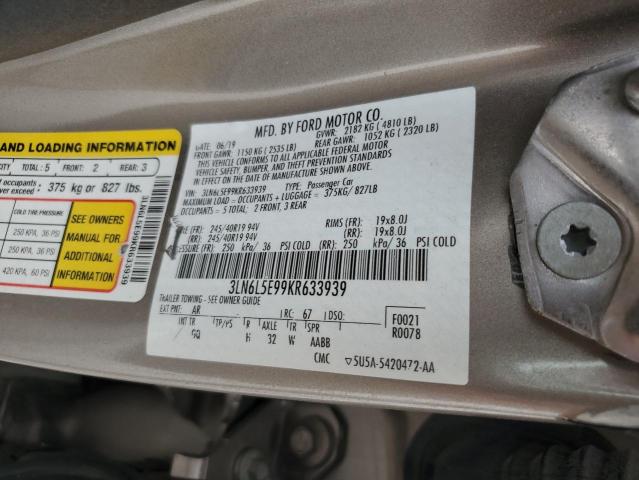 AND LOADING INFORMATION
CITY TOTAL : 5 FRONT: 2 REAR: 3
occupants
ver exceed • 375 kg or 827 lbs.
SEE OWNERS
MANUAL FOR
ADDITIONAL
INFORMATION
250 KPA, 36 PSI
250 KPA, 36 PSI
420 KPA, 60 PSI
3LN6L5E99KR633939
MFD. BY FORD MOTOR CO.
DATE: 06/19 GVWR: 2182 KG ( 4810 LB)
FRONT GAWR: 1150 KG ( 2535 LB) REAR GAWR: 1052 KG ( 2320 LB)
THIS VEHICLE CONFORMS TO ALL APPLICABLE FEDERAL MOTOR
VEHICLE SAFETY, BUMPER, AND THEFT PREVENTION STANDARDS
IN EFFECT ON THE DATE OF MANUFACTURE SHOWN ABOVE.
VIN: 3LN6L5E99KR633939 TYPE: Passenger Car
MAXIMUM LOAD = OCCUPANTS + LUGGAGE = 375KG/ 827LB
OCCUPANTS = 5 TOTAL: 2 FRONT, 3 REAR
(FR): 245/40R19 94V RIMS (FR): 19x8.0J
(RR): 245/40R19 94V (RR): 19x8.0J
PRESSURE (FR): 250 kPa/ 36 PSI COLD (RR): 250 kPa/ 36 PSI COLD
3LN6L5E99KR633939
TRAILER TOWING - SEE OWNER GUIDE
EXT PNT: AR RC: 67 DSO: F0021
INT TR TP/PS R AXLE TR SPR R0078
GQ H 32 W AABB
CMC ▽5U5A-5420472-AA